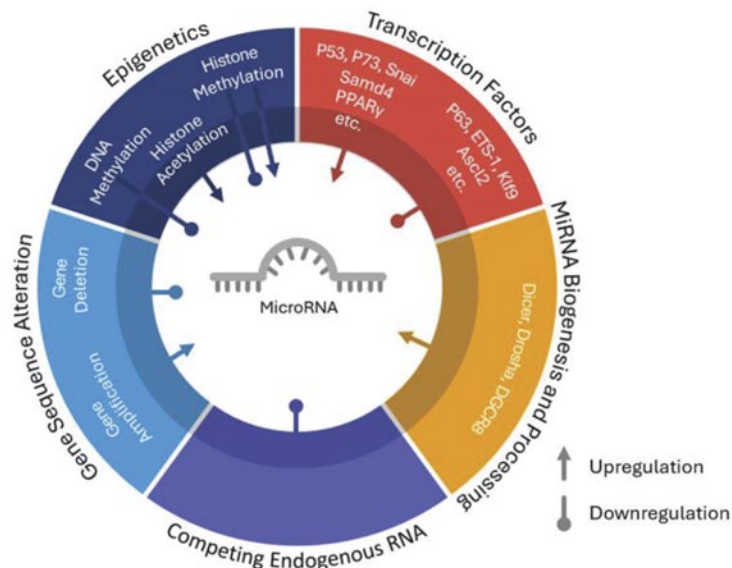 Epigenetics
Histone
Methylation
Histone
Acetylation
DNA
Methylation
Transcription Factors
P53, P73, Snai
Samd4
PPARγ
etc.
P63, ETS-1, Klf9
Ascl2
etc.
MiRNA Biogenesis and Processing
Dicer, Drosha, DGCR8
Competing Endogenous RNA
Gene Sequence Alteration
Gene
Deletion
Gene
Amplification
MicroRNA
Upregulation
Downregulation